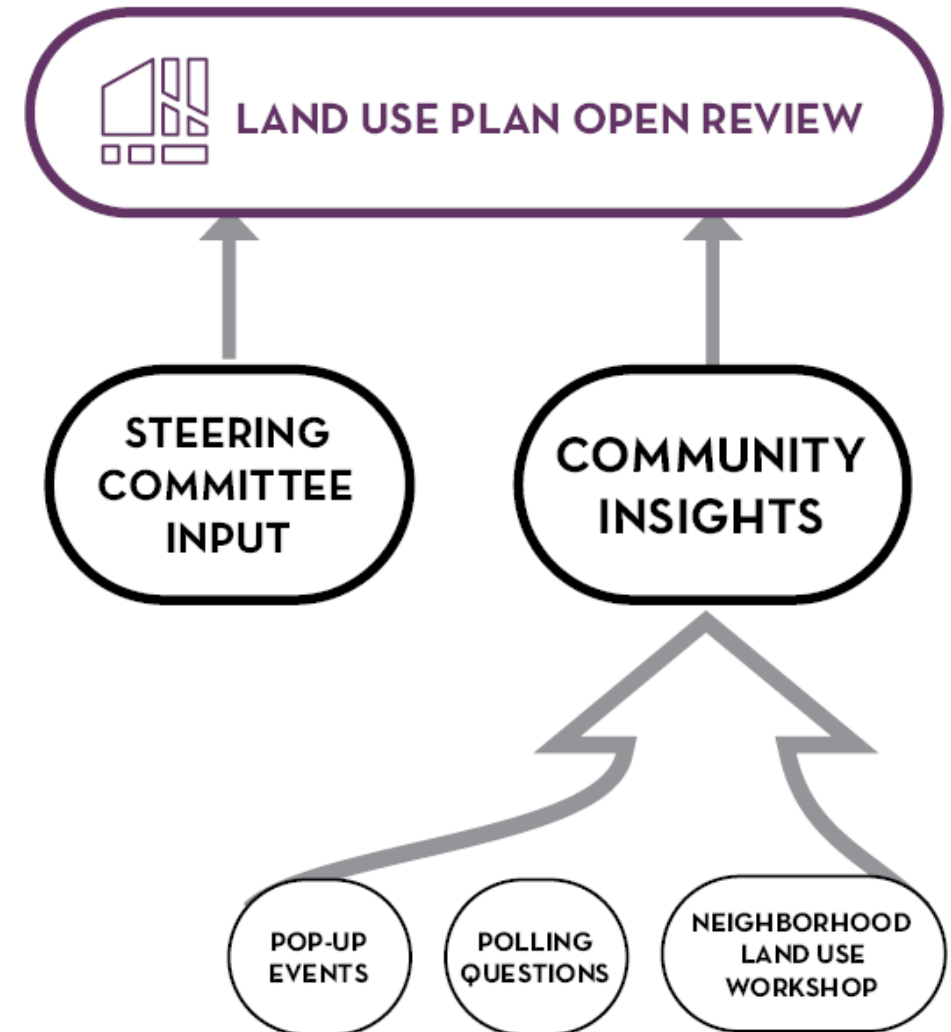 LAND USE PLAN OPEN REVIEW
STEERING
COMMITTEE
INPUT
COMMUNITY
INSIGHTS
POP-UP
EVENTS
POLLING
QUESTIONS
NEIGHBORHOOD
LAND USE
WORKSHOP